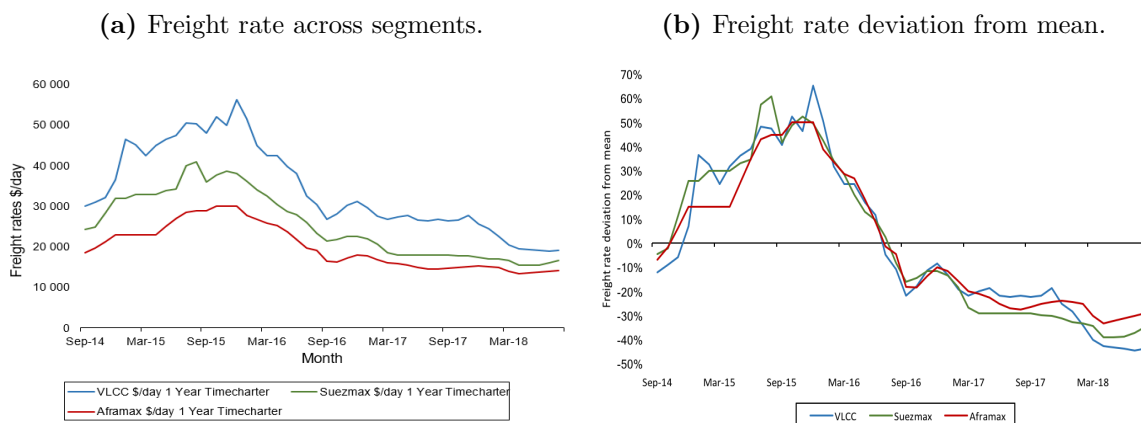 (a) Freight rate across segments.
Freight rates $/day
60 000
50 000
40 000
30 000
20 000
10 000
0
Sep-14 Mar-15 Sep-15 Mar-16 Sep-16 Mar-17 Sep-17 Mar-18
Month
VLCC $/day 1 Year Timecharter Suezmax $/day 1 Year Timecharter
Aframax $/day 1 Year Timecharter
(b) Freight rate deviation from mean.
Freight rate deviation from mean
70%
60%
50%
40%
30%
20%
10%
0%
-10%
-20%
-30%
-40%
-50%
Sep-14 Mar-15 Sep-15 Mar-16 Sep-16 Mar-17 Sep-17 Mar-18
VLCC Suezmax Aframax